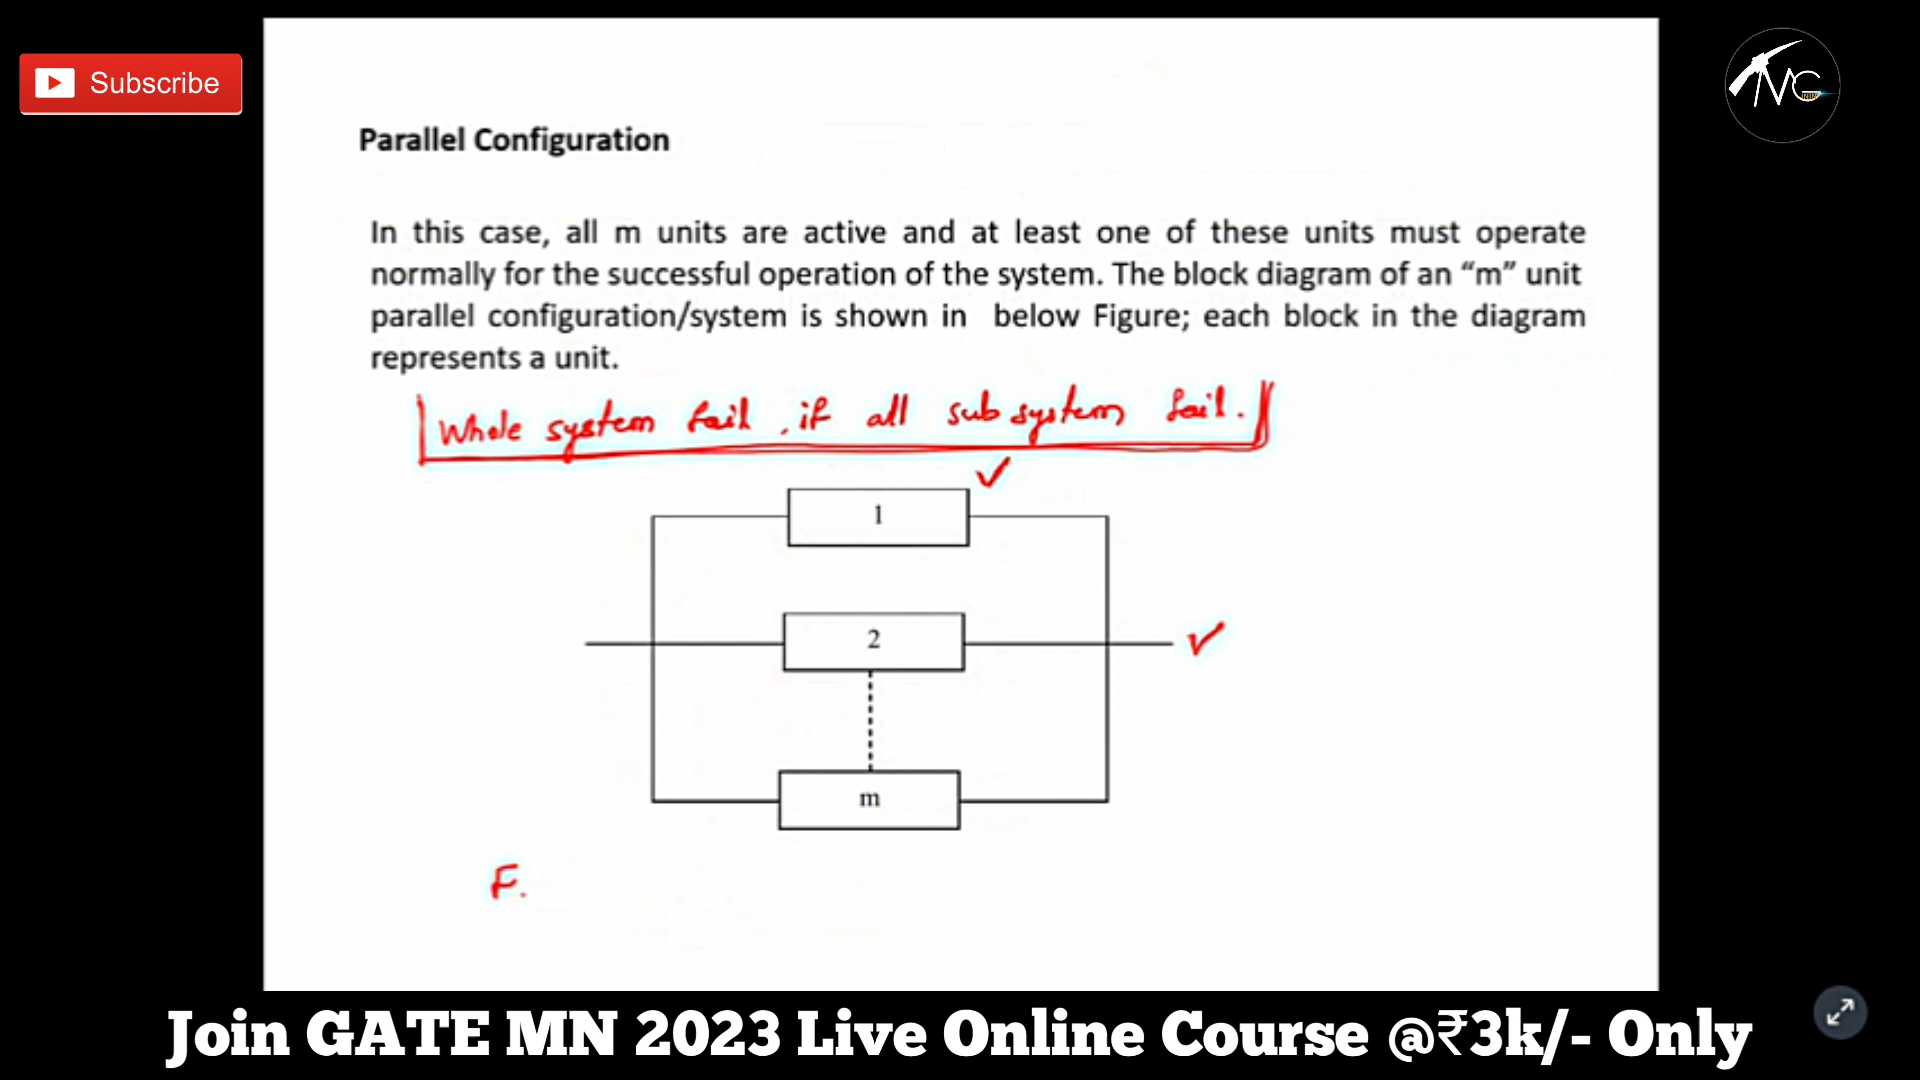 Subscribe
MG
Parallel Configuration
In this case, all m units are active and at least one of these units must operate
normally for the successful operation of the system. The block diagram of an “m” unit
parallel configuration/system is shown in below Figure; each block in the diagram
represents a unit.
Whole system fail, if all sub system fail.
1
2
m
F.
Join GATE MN 2023 Live Online Course @₹3k/- Only